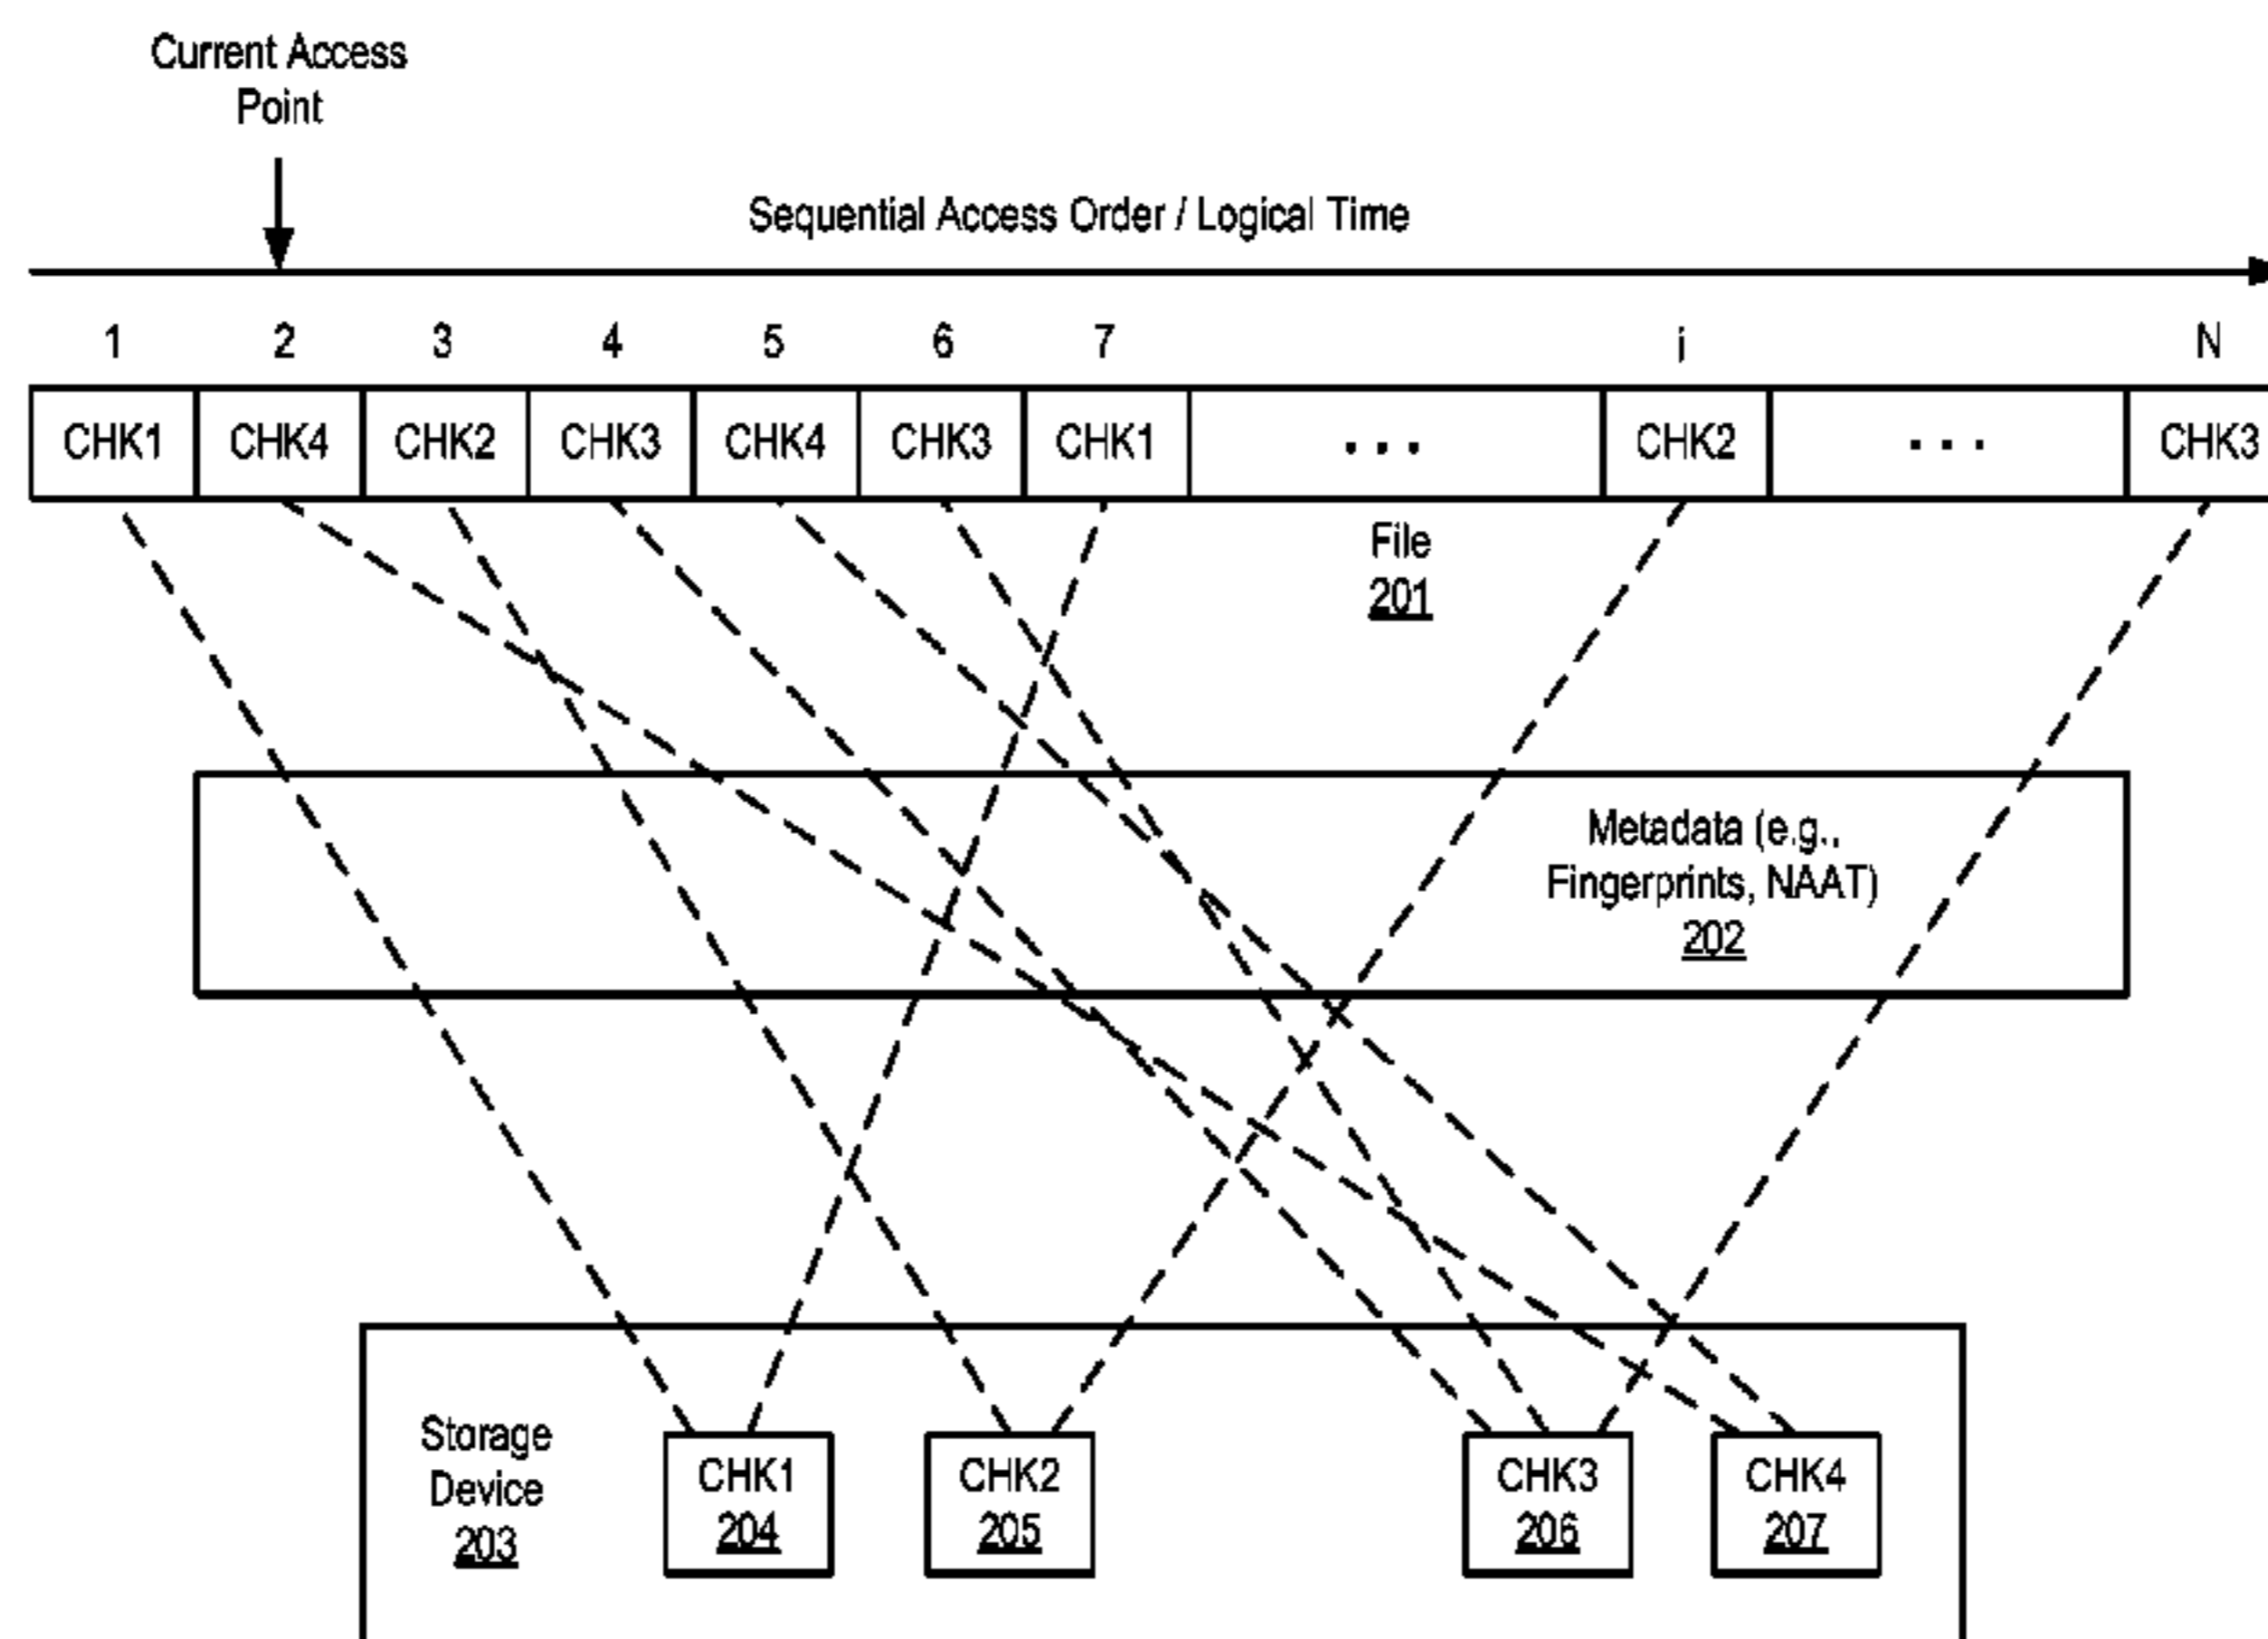 Current Access
Point
Sequential Access Order / Logical Time
1 2 3 4 5 6 7 i N
CHK1 CHK4 CHK2 CHK3 CHK4 CHK3 CHK1 ... CHK2 ... CHK3
File
201
Metadata (e.g.,
Fingerprints, NAAT)
202
Storage
Device
203
CHK1
204
CHK2
205
CHK3
206
CHK4
207